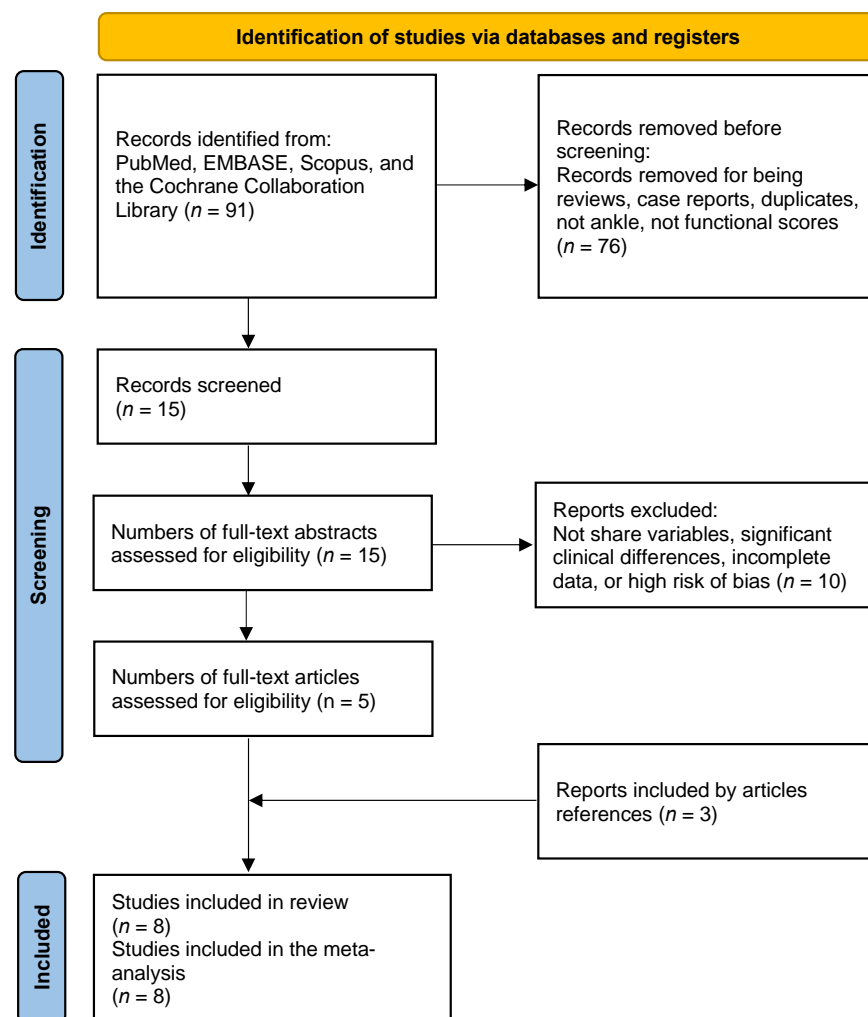 Identification of studies via databases and registers
Identification
Records identified from:
PubMed, EMBASE, Scopus, and
the Cochrane Collaboration
Library (n = 91)
Records removed before
screening:
Records removed for being
reviews, case reports, duplicates,
not ankle, not functional scores
(n = 76)
Screening
Records screened
(n = 15)
Numbers of full-text abstracts
assessed for eligibility (n = 15)
Reports excluded:
Not share variables, significant
clinical differences, incomplete
data, or high risk of bias (n = 10)
Numbers of full-text articles
assessed for eligibility (n = 5)
Reports included by articles
references (n = 3)
Included
Studies included in review
(n = 8)
Studies included in the meta-
analysis
(n = 8)